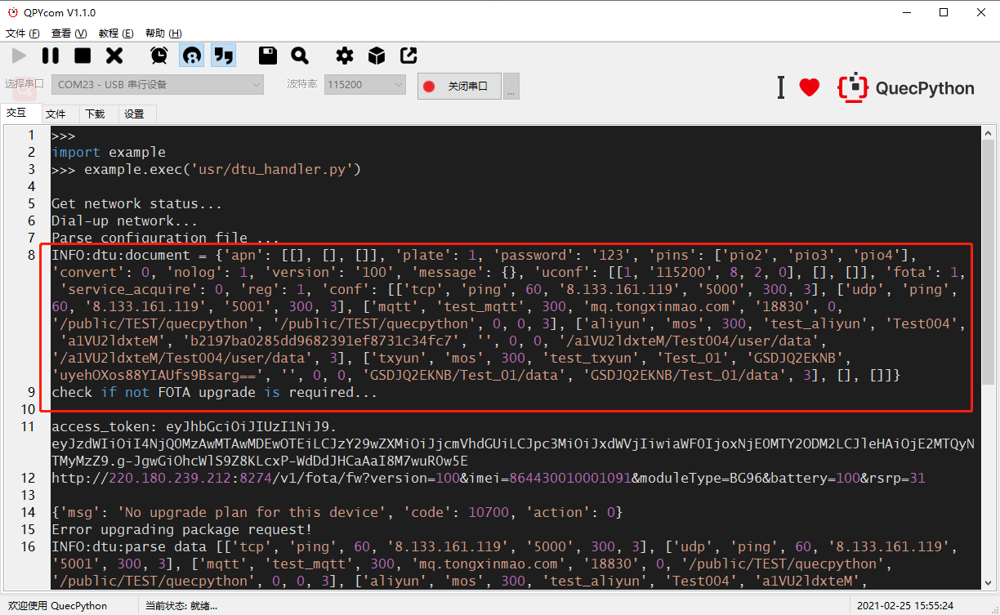 QPYcom V1.1.0
文件 (F) 查看 (V) 教程 (E) 帮助 (H)
选择串口 COM23 - USB 串行设备 波特率 115200 关闭串口 ... QuecPython
交互 文件 下载 设置
1 >>>
2 import example
3 >>> example.exec('usr/dtu_handler.py')
4
5 Get network status...
6 Dial-up network...
7 Parse configuration file ...
8 INFO:dtu:document = {'apn': [[], [], []], 'plate': 1, 'password': '123', 'pins': ['pio2', 'pio3', 'pio4'],
'convert': 0, 'nolog': 1, 'version': '100', 'message': {}, 'uconf': [[1, '115200', 8, 2, 0], [], []], 'fota': 1,
'service_acquire': 0, 'reg': 1, 'conf': [['tcp', 'ping', 60, '8.133.161.119', '5000', 300, 3], ['udp', 'ping',
60, '8.133.161.119', '5001', 300, 3], ['mqtt', 'test_mqtt', 300, 'mq.tongxinmao.com', '18830', 0,
'/public/TEST/quecpython', '/public/TEST/quecpython', 0, 0, 3], ['aliyun', 'mos', 300, 'test_aliyun', 'Test004',
'a1VU2ldxteM', 'b2197ba0285dd9682391ef8731c34fc7', '', 0, 0, '/a1VU2ldxteM/Test004/user/data',
'/a1VU2ldxteM/Test004/user/data', 3], ['txyun', 'mos', 300, 'test_txyun', 'Test_01', 'GSDJQ2EKNB',
'uyehOXos88YIAUfs9Bsarg==', '', 0, 0, 'GSDJQ2EKNB/Test_01/data', 'GSDJQ2EKNB/Test_01/data', 3], [], []]}
9 check if not FOTA upgrade is required...
10
11 access_token: eyJhbGciOiJIUzI1NiJ9.
eyJzdWIiOiI4NjQ0MzAwMTAwMDEwOTEiLCJzY29wZXMiOiJjcmVhdGUiLCJpc3MiOiJxdWVjIiwiaWF0IjoxNjE0MTY2ODM2LCJleHAiOjE2MTQyN
TMyMzZ9.g-JgwGiOhcWlS9Z8KLcxP-WdDdJHCaAaI8M7wuROw5E
12 http://220.180.239.212:8274/v1/fota/fw?version=100&imei=864430010001091&moduleType=BG96&battery=100&rsrp=31
13
14 {'msg': 'No upgrade plan for this device', 'code': 10700, 'action': 0}
15 Error upgrading package request!
16 INFO:dtu:parse data [['tcp', 'ping', 60, '8.133.161.119', '5000', 300, 3], ['udp', 'ping', 60, '8.133.161.119',
'5001', 300, 3], ['mqtt', 'test_mqtt', 300, 'mq.tongxinmao.com', '18830', 0, '/public/TEST/quecpython',
'/public/TEST/quecpython', 0, 0, 3], ['aliyun', 'mos', 300, 'test_aliyun', 'Test004', 'a1VU2ldxteM',
欢迎使用 QuecPython 当前状态: 就绪... 2021-02-25 15:55:24